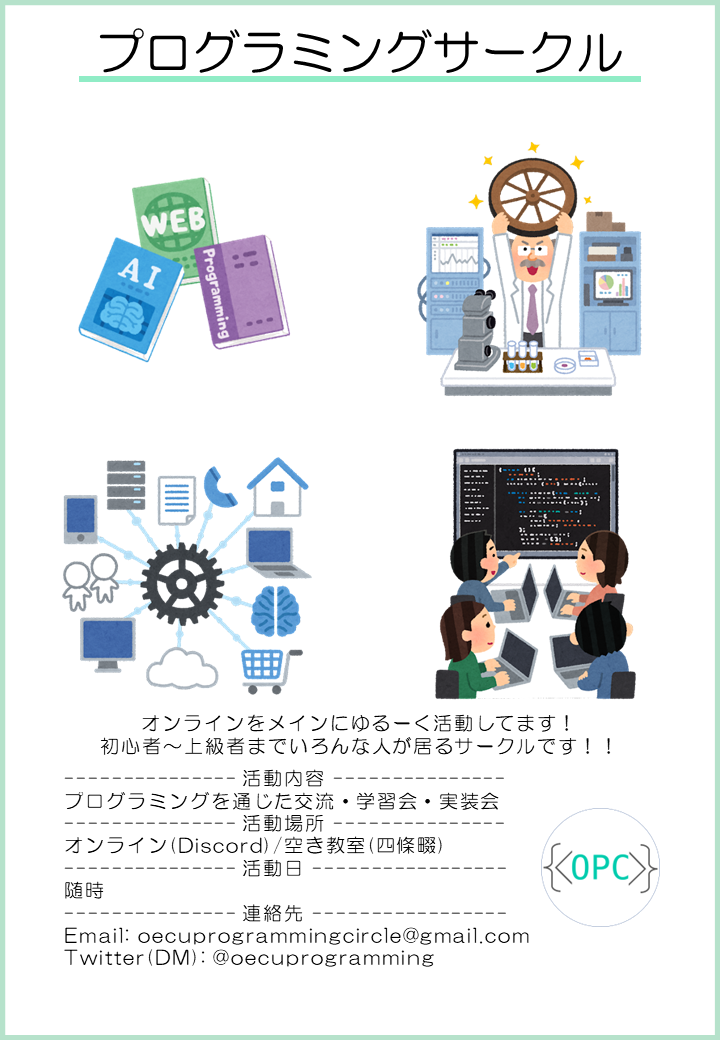 プログラミングサークル
WEB
AI
Programming
オンラインをメインにゆるーく活動してます！
初心者～上級者までいろんな人が居るサークルです！！
--------------- 活動内容 ---------------
プログラミングを通じた交流・学習会・実装会
--------------- 活動場所 ---------------
オンライン(Discord)/空き教室(四條畷)
--------------- 活動日 -----------------
随時
--------------- 連絡先 -----------------
Email: oecuprogrammingcircle@gmail.com
Twitter(DM): @oecuprogramming
{<OPC>}